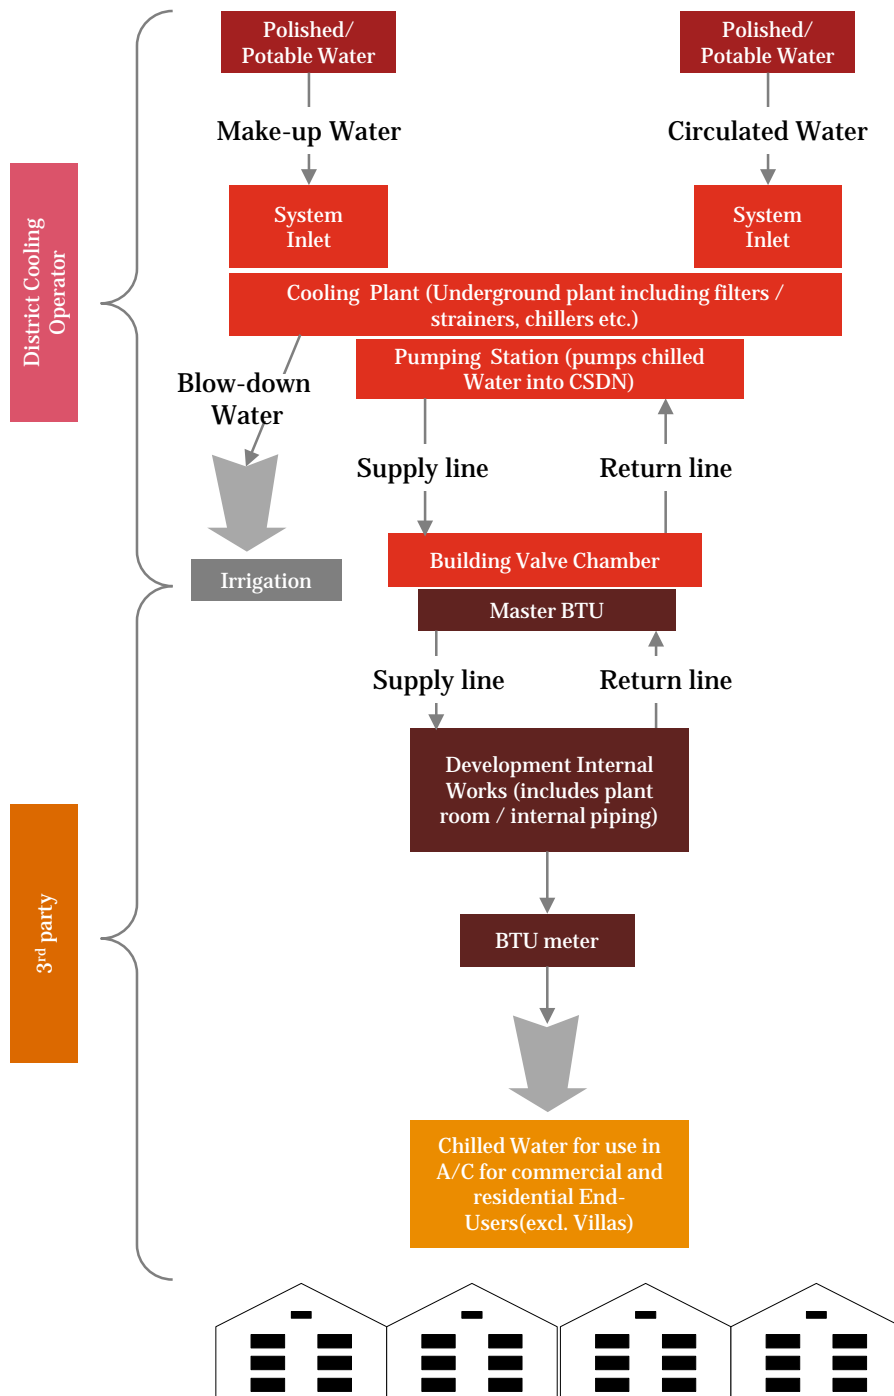 Polished/
Potable Water
Polished/
Potable Water
Make-up Water
Circulated Water
System
Inlet
System
Inlet
District Cooling
Operator
Cooling Plant (Underground plant including filters /
strainers, chillers etc.)
Pumping Station (pumps chilled
Water into CSDN)
Blow-down
Water
Supply line
Return line
Building Valve Chamber
Irrigation
Master BTU
Supply line
Return line
Development Internal
Works (includes plant
room / internal piping)
3rd party
BTU meter
Chilled Water for use in
A/C for commercial and
residential End-
Users(excl. Villas)